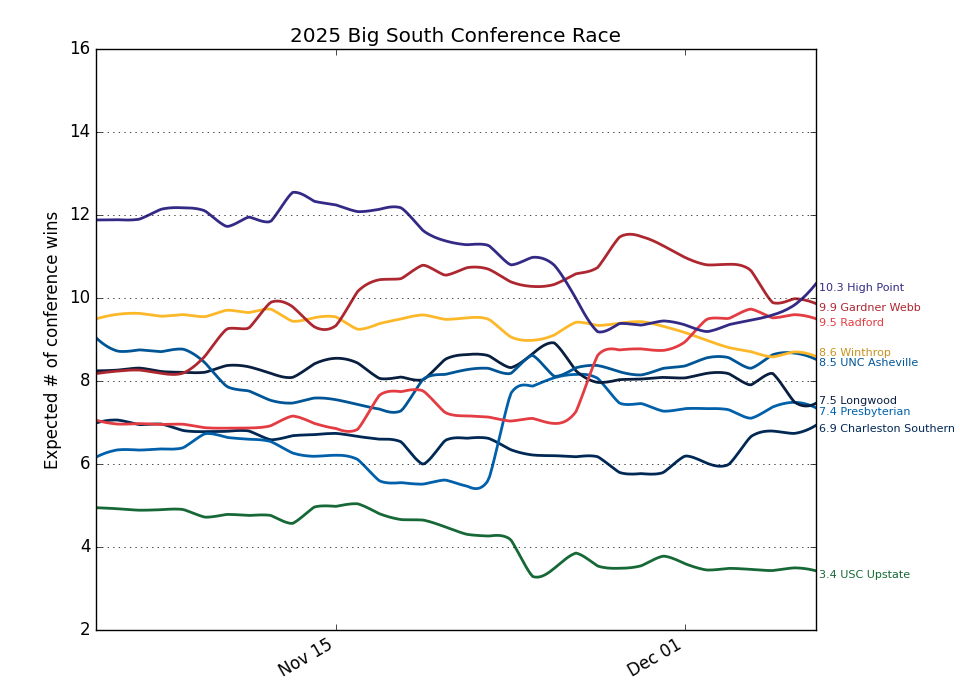 2025 Big South Conference Race
Expected # of conference wins
16
14
12
10
8
6
4
2
Nov 15
Dec 01
10.3 High Point
9.9 Gardner Webb
9.5 Radford
8.6 Winthrop
8.5 UNC Asheville
7.5 Longwood
7.4 Presbyterian
6.9 Charleston Southern
3.4 USC Upstate